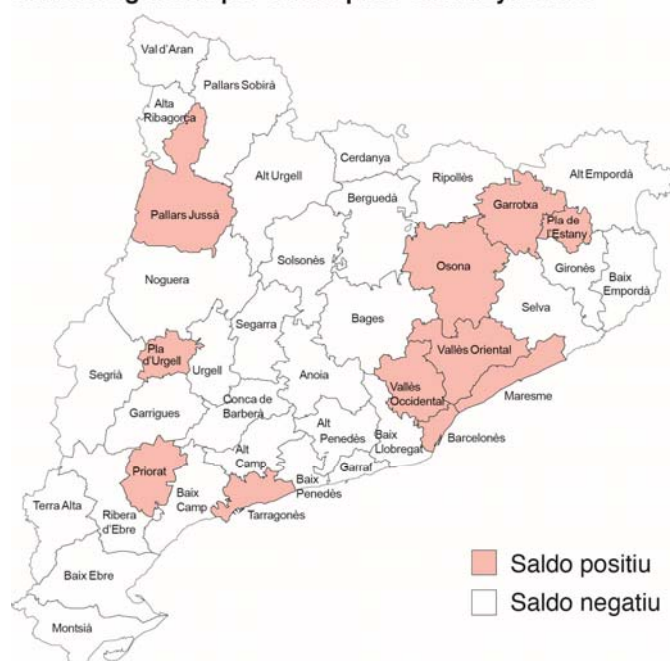 Val d'Aran
Pallars Sobirà
Alta
Ribagorça
Cerdanya
Alt Urgell
Ripollès
Alt Empordà
Berguedà
Garrotxa
Pallars Jussà
Pla de
l'Estany
Solsonès
Osona
Gironès
Noguera
Baix
Empordà
Selva
Segarra
Bages
Pla
d'Urgell
Urgell
Vallès Oriental
Segrià
Anoia
Vallès
Occidental
Maresme
Garrigues
Conca de
Barberà
Alt
Penedès
Baix
Llobregat
Barcelonès
Alt
Camp
Garraf
Priorat
Baix
Penedès
Baix
Camp
Terra Alta
Ribera
d'Ebre
Tarragonès
Baix Ebre
Montsià
Saldo positiu
Saldo negatiu